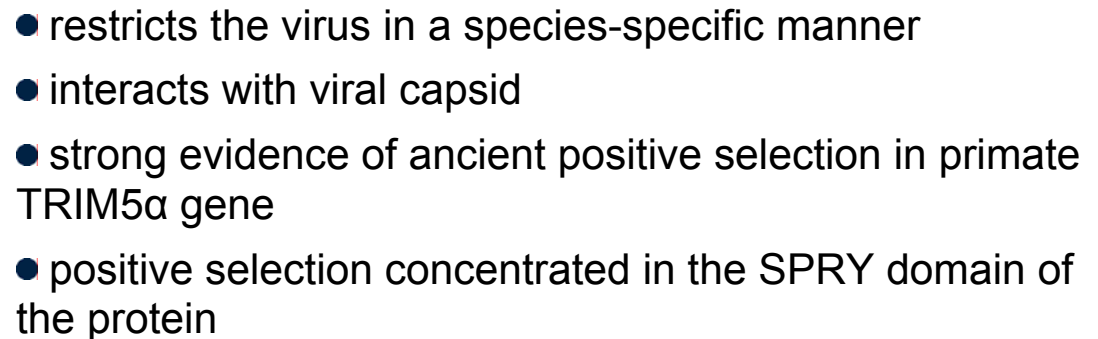 ● restricts the virus in a species-specific manner
● interacts with viral capsid
● strong evidence of ancient positive selection in primate
TRIM5α gene
● positive selection concentrated in the SPRY domain of
the protein